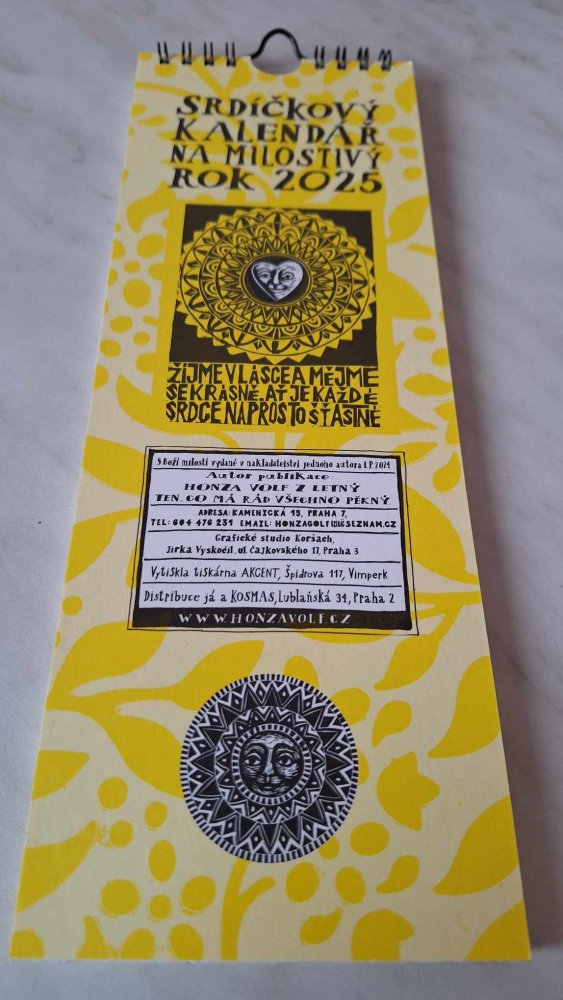 SRDÍČKOVÝ
KALENDÁŘ
NA MILOSTIVÝ
ROK 2025
ŽIJME V LÁSCE A MĚJME
SE KRÁSNĚ. AŤ JE KAŽDÉ
SRDCE NAPROSTO ŠŤASTNÉ
S Boží milostí vydané v nakladatelství jednoho autora L.P. 2024
Autor publikace:
HONZA VOLF Z LETNÝ
TEN, CO MÁ RÁD VŠECHNO PĚKNÝ
ADRESA: KAMENICKÁ 15, PRAHA 7,
TEL: 604 476 231 EMAIL: HONZAGOLF SEZNAM.CZ
Grafické studio Koršach,
Jirka Vyskočil, ul. Čajkovského 17, Praha 3
Vytiskla tiskárna AKCENT, Špidrova 117, Vimperk
Distribuce já a KOSMAS, Lublaňská 34, Praha 2
WWW.HONZAVOLF.CZ